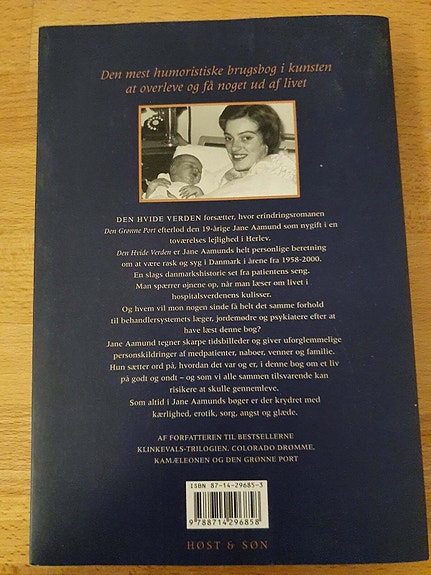 Den mest humoristiske brugsbog i kunsten
at overleve og få noget ud af livet
DEN HVIDE VERDEN forsætter, hvor erindringsromanen
Den Grønne Port efterlod den 19-årige Jane Aamund som nygift i en
toværelses lejlighed i Herlev.
Den Hvide Verden er Jane Aamunds helt personlige beretning
om at være rask og syg i Danmark i årene fra 1958-2000.
En slags danmarkshistorie set fra patientens seng.
Man spærrer øjnene op, når man læser om livet i
hospitalsverdenens kulisser.
Og hvem vil mon nogen sinde få helt det samme forhold
til behandlersystemets læger, jordemødre og psykiatere efter at
have læst denne bog?
Jane Aamund tegner skarpe tidsbilleder og giver uforglemmelige
personskildringer af medpatienter, naboer, venner og familie.
Hun sætter ord på, hvordan det var og er, i denne bog om et liv
på godt og ondt – og som vi alle sammen tilsvarende kan
risikere at skulle gennemleve.
Som altid i Jane Aamunds bøger er der krydret med
kærlighed, erotik, sorg, angst og glæde.
AF FORFATTEREN TIL BESTSELLERNE
KLINKEVALS-TRILOGIEN, COLORADO DRØMME,
KAMÆLEONEN OG DEN GRØNNE PORT
ISBN 87-14-29685-3
9 788714 296858
HØST & SØN